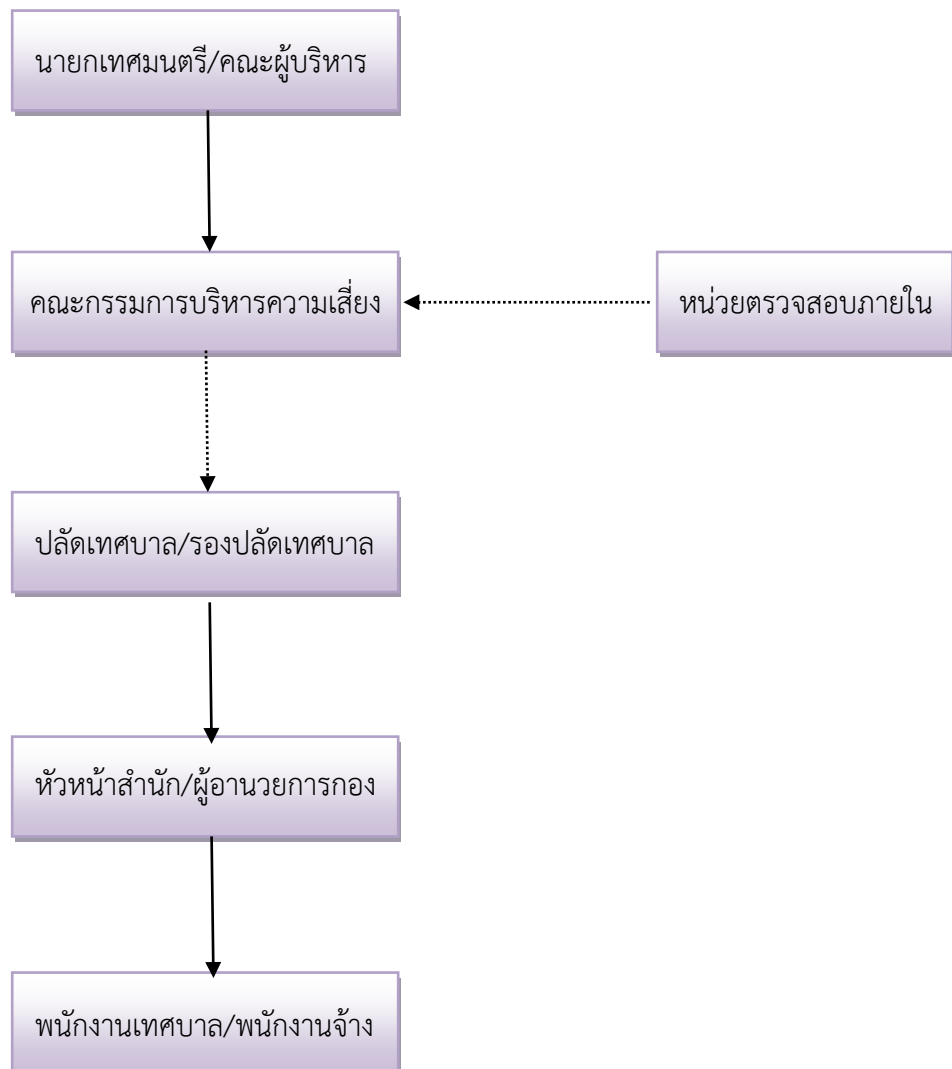 นายกเทศมนตรี/คณะผู้บริหาร
คณะกรรมการบริหารความเสี่ยง
หน่วยตรวจสอบภายใน
ปลัดเทศบาล/รองปลัดเทศบาล
หัวหน้าสำนัก/ผู้อานวยการกอง
พนักงานเทศบาล/พนักงานจ้าง